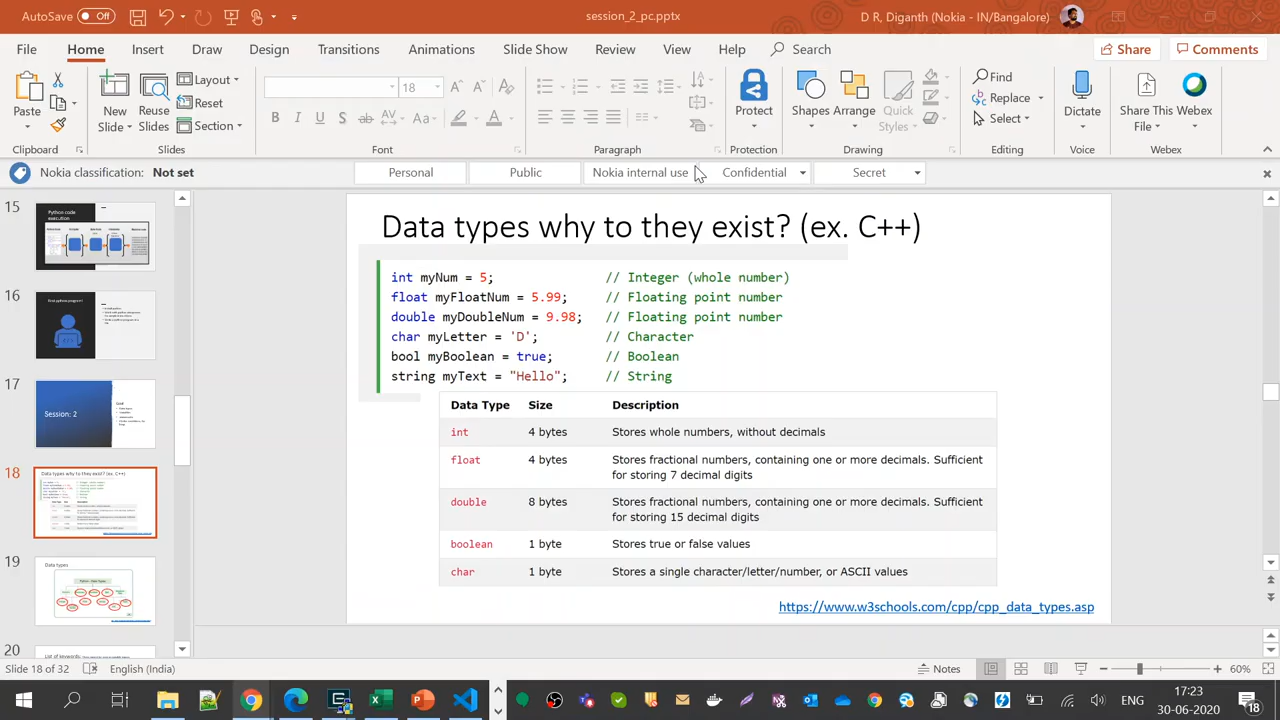 AutoSave Off session_2_pc.pptx D R, Diganth (Nokia - IN/Bangalore)
File Home Insert Draw Design Transitions Animations Slide Show Review View Help Search Share Comments
Paste New Slide Reuse Slides Layout Reset Section 18 B I U S ab AV Aa A Protect Shapes Arrange Quick Styles Find Replace Select Dictate Share This File Webex
Clipboard Slides Font Paragraph Protection Drawing Editing Voice Webex
Nokia classification: Not set Personal Public Nokia internal use Confidential Secret
15
Python code execution
16
17
Session: 2
18
Data types why to they exist? (ex. C++)
19
Data types
20
Data types why to they exist? (ex. C++)
int myNum = 5; // Integer (whole number)
float myFloatNum = 5.99; // Floating point number
double myDoubleNum = 9.98; // Floating point number
char myLetter = 'D'; // Character
bool myBoolean = true; // Boolean
string myText = "Hello"; // String
Data Type Size Description
int 4 bytes Stores whole numbers, without decimals
float 4 bytes Stores fractional numbers, containing one or more decimals. Sufficient
for storing 7 decimal digits
double 8 bytes Stores fractional numbers, containing one or more decimals. Sufficient
for storing 15 decimal digits
boolean 1 byte Stores true or false values
char 1 byte Stores a single character/letter/number, or ASCII values
https://www.w3schools.com/cpp/cpp_data_types.asp
Slide 18 of 32 English (India) Notes 60%
ENG 17:23
30-06-2020 18